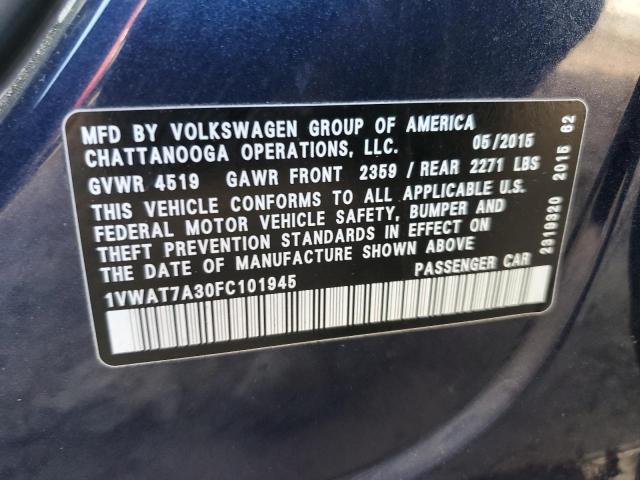 MFD BY VOLKSWAGEN GROUP OF AMERICA
CHATTANOOGA OPERATIONS, LLC. 05/2015
GVWR 4519 GAWR FRONT 2359 / REAR 2271 LBS
THIS VEHICLE CONFORMS TO ALL APPLICABLE U.S.
FEDERAL MOTOR VEHICLE SAFETY, BUMPER AND
THEFT PREVENTION STANDARDS IN EFFECT ON
THE DATE OF MANUFACTURE SHOWN ABOVE
1VWAT7A30FC101945 PASSENGER CAR
2319320 2015 62